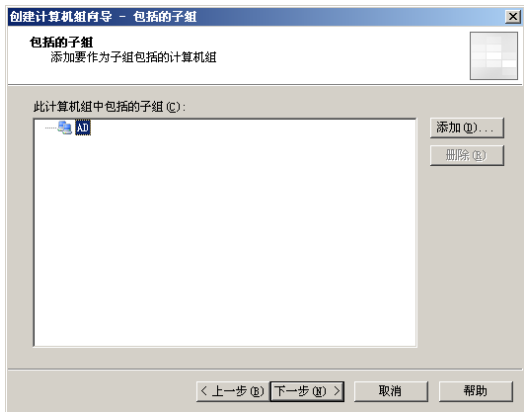 创建计算机组向导 - 包括的子组
包括的子组
添加要作为子组包括的计算机组
此计算机组中包括的子组(C):
AD
添加(D)...
删除(R)
< 上一步(B)
下一步(N) >
取消
帮助